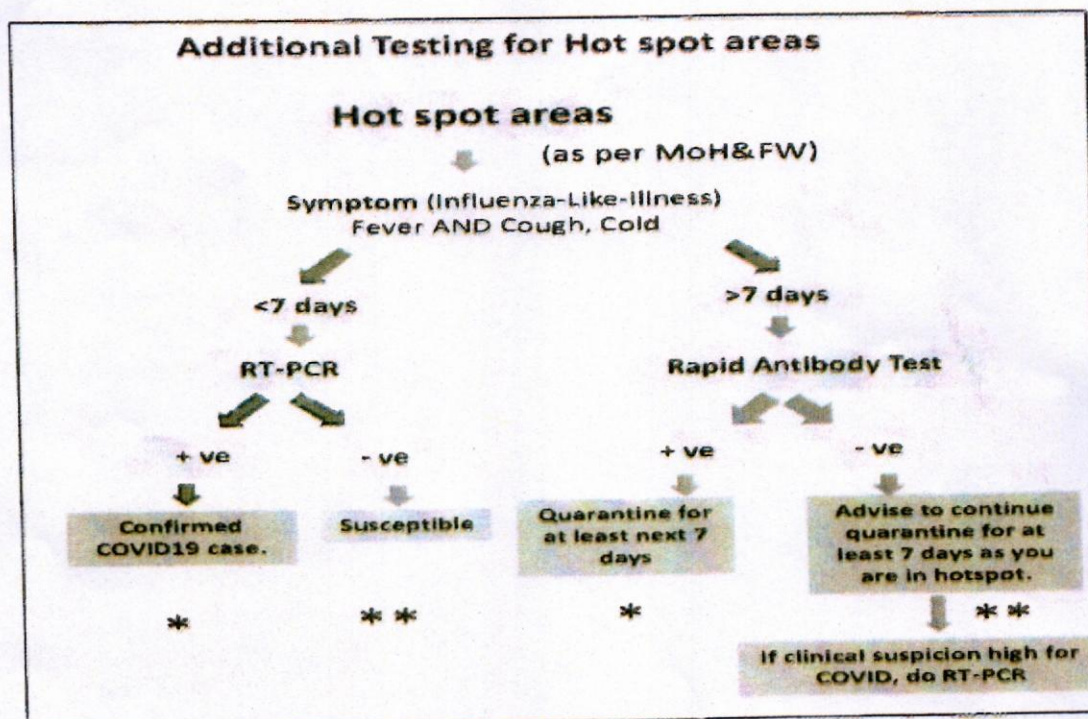 Additional Testing for Hot spot areas
Hot spot areas
(as per MoH&FW)
Symptom (Influenza-Like-Illness)
Fever AND Cough, Cold
<7 days
>7 days
RT-PCR
Rapid Antibody Test
+ ve
- ve
+ ve
- ve
Confirmed
COVID19 case.
Susceptible
Quarantine for
at least next 7
days
Advise to continue
quarantine for at
least 7 days as you
are in hotspot.
*
* *
*
* *
If clinical suspicion high for
COVID, do RT-PCR